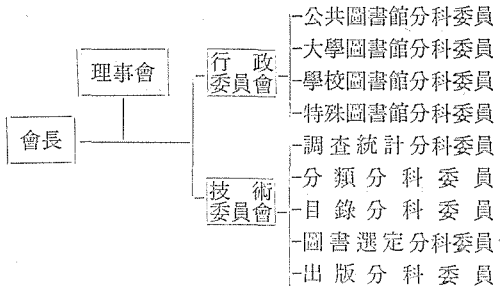 理事會
會長
行政
委員會
技術
委員會
公共圖書館分科委員
大學圖書館分科委員
學校圖書館分科委員
特殊圖書館分科委員
調查統計分科委員
分類分科委員
目錄分科委員
圖書選定分科委員
出版分科委員